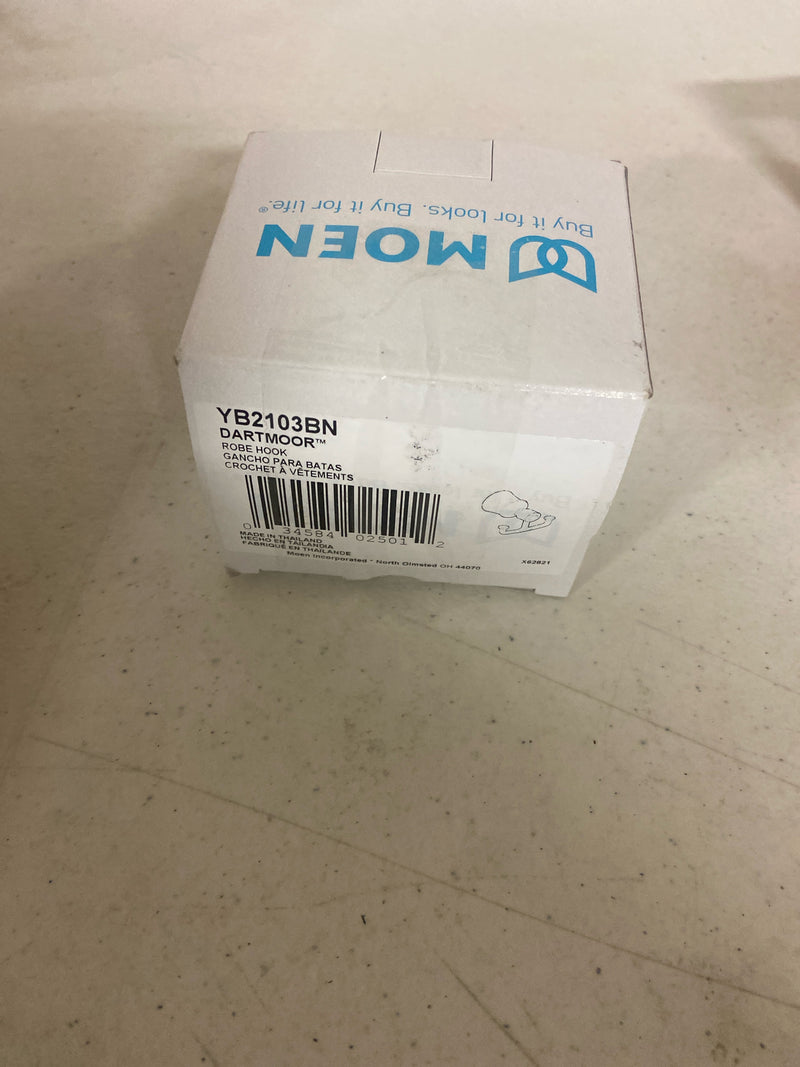 MOEN
Buy it for looks. Buy it for life.®
YB2103BN
DARTMOOR™
ROBE HOOK
GANCHO PARA BATAS
CROCHET À VÊTEMENTS
0 34584 02501 2
MADE IN THAILAND
HECHO EN TAILANDIA
FABRIQUÉ EN THAÏLANDE
Moen Incorporated * North Olmsted OH 44070
X62821